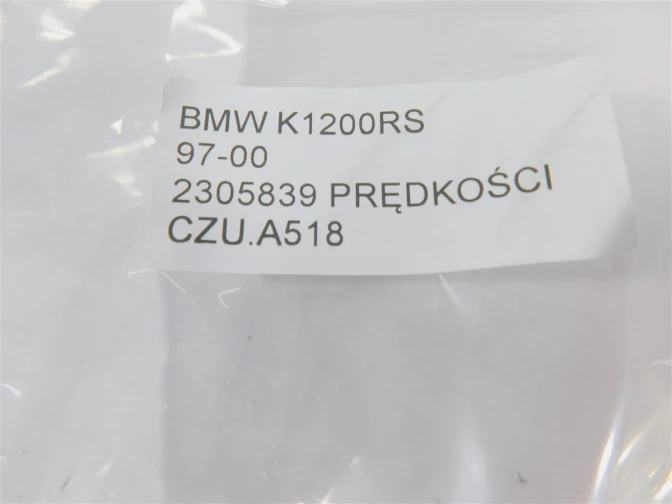 BMW K1200RS
97-00
2305839 PRĘDKOŚCI
CZU.A518